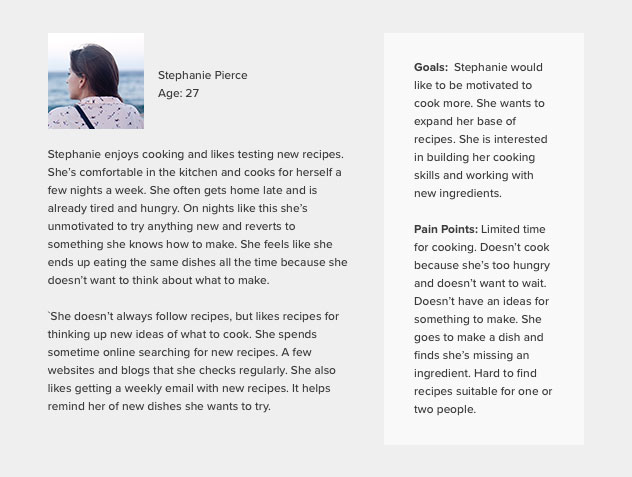 Stephanie Pierce
Age: 27
Stephanie enjoys cooking and likes testing new recipes.
She’s comfortable in the kitchen and cooks for herself a
few nights a week. She often gets home late and is
already tired and hungry. On nights like this she’s
unmotivated to try anything new and reverts to
something she knows how to make. She feels like she
ends up eating the same dishes all the time because she
doesn’t want to think about what to make.
`She doesn’t always follow recipes, but likes recipes for
thinking up new ideas of what to cook. She spends
sometime online searching for new recipes. A few
websites and blogs that she checks regularly. She also
likes getting a weekly email with new recipes. It helps
remind her of new dishes she wants to try.
Goals: Stephanie would
like to be motivated to
cook more. She wants to
expand her base of
recipes. She is interested
in building her cooking
skills and working with
new ingredients.
Pain Points: Limited time
for cooking. Doesn’t cook
because she’s too hungry
and doesn’t want to wait.
Doesn’t have an ideas for
something to make. She
goes to make a dish and
finds she’s missing an
ingredient. Hard to find
recipes suitable for one or
two people.